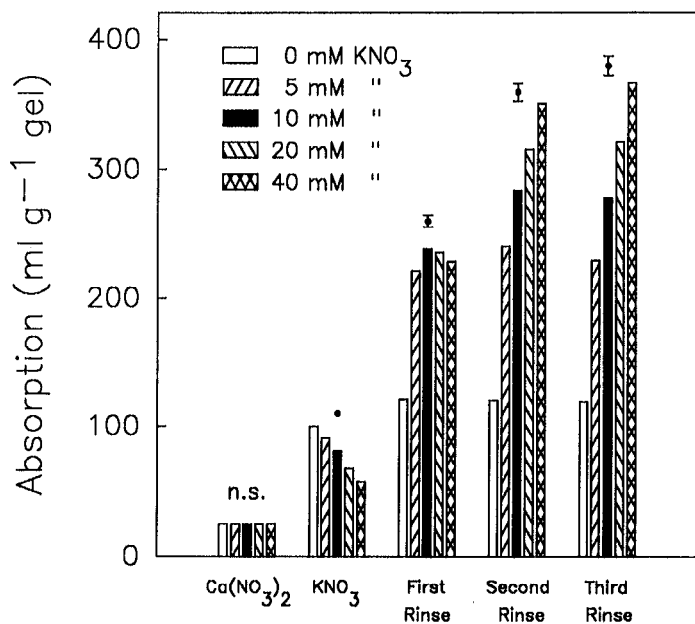 Absorption (ml g−1 gel)
400
300
200
100
0
0 mM KNO3
5 mM "
10 mM "
20 mM "
40 mM "
n.s.
Ca(NO3)2 KNO3 First Second Third
Rinse Rinse Rinse